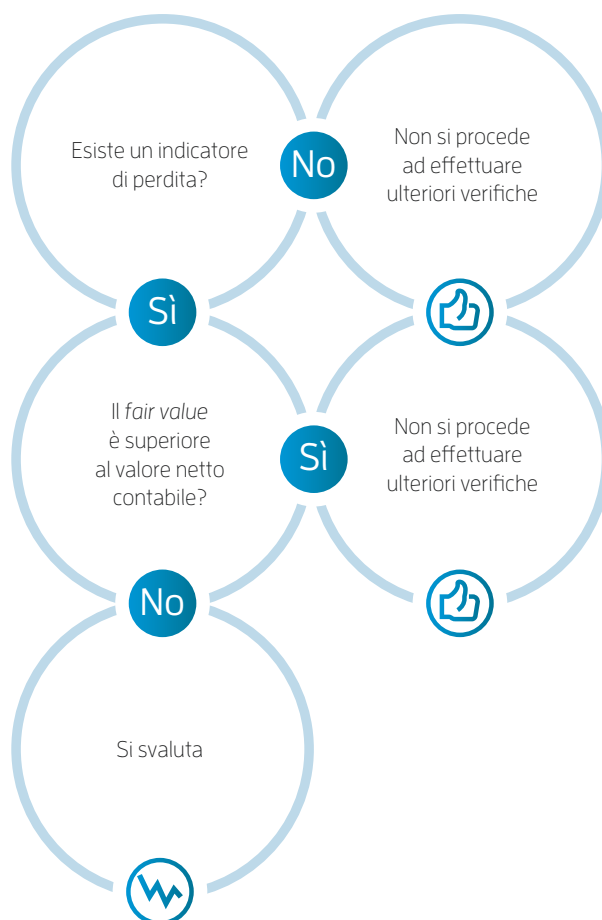 Esiste un indicatore
di perdita?
No
Non si procede
ad effettuare
ulteriori verifiche
Sì
Il fair value
è superiore
al valore netto
contabile?
Sì
Non si procede
ad effettuare
ulteriori verifiche
No
Si svaluta